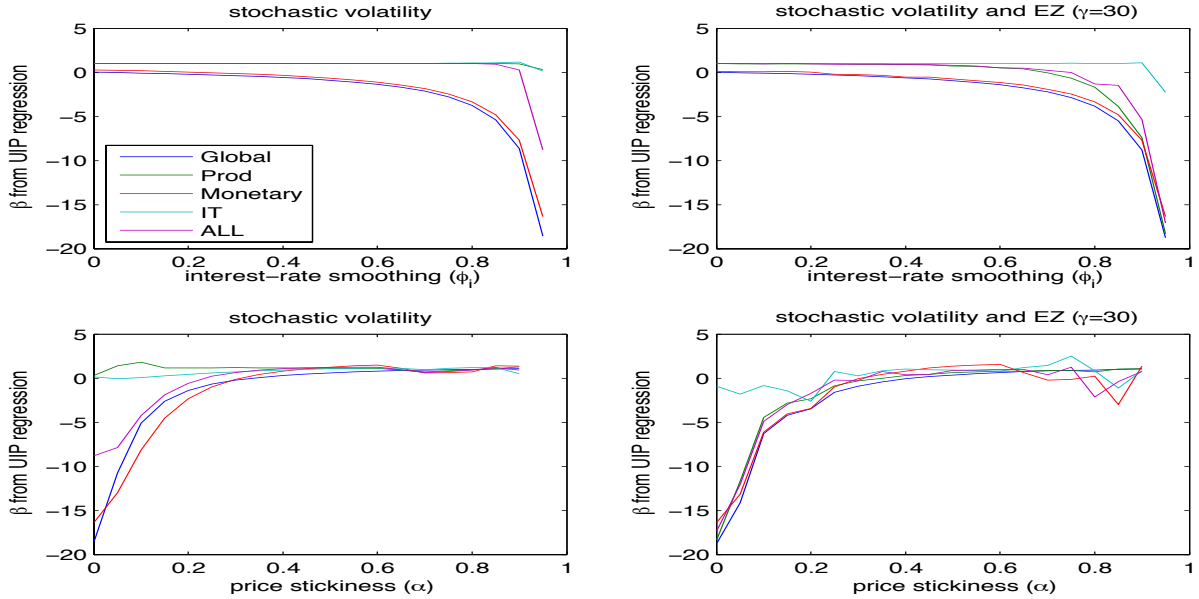 stochastic volatility
5
0
−5
−10
−15
−20
β from UIP regression
Global
Prod
Monetary
IT
ALL
0
0.2
0.4
0.6
0.8
1
interest−rate smoothing (ϕi)
stochastic volatility and EZ (γ=30)
5
0
−5
−10
−15
−20
β from UIP regression
0
0.2
0.4
0.6
0.8
1
interest−rate smoothing (ϕi)
stochastic volatility
5
0
−5
−10
−15
−20
β from UIP regression
0
0.2
0.4
0.6
0.8
1
price stickiness (α)
stochastic volatility and EZ (γ=30)
5
0
−5
−10
−15
−20
β from UIP regression
0
0.2
0.4
0.6
0.8
1
price stickiness (α)